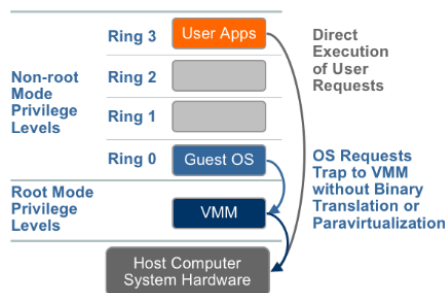 Ring 3
User Apps
Ring 2
Ring 1
Ring 0
Guest OS
Non-root
Mode
Privilege
Levels
Root Mode
Privilege
Levels
VMM
Host Computer
System Hardware
Direct
Execution
of User
Requests
OS Requests
Trap to VMM
without Binary
Translation or
Paravirtualization